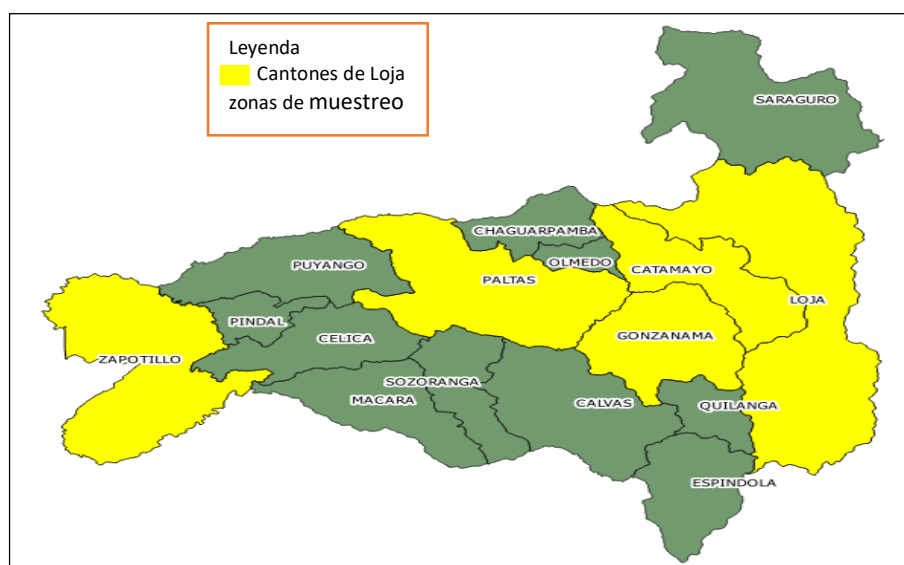 Leyenda
Cantones de Loja
zonas de muestreo
SARAGURO
CHAGUARPAMBA
OLMEDO
PUYANGO
CATAMAYO
PALTAS
LOJA
PINDAL
GONZANAMA
CELICA
ZAPOTILLO
SOZORANGA
MACARA
CALVAS
QUILANGA
ESPINDOLA